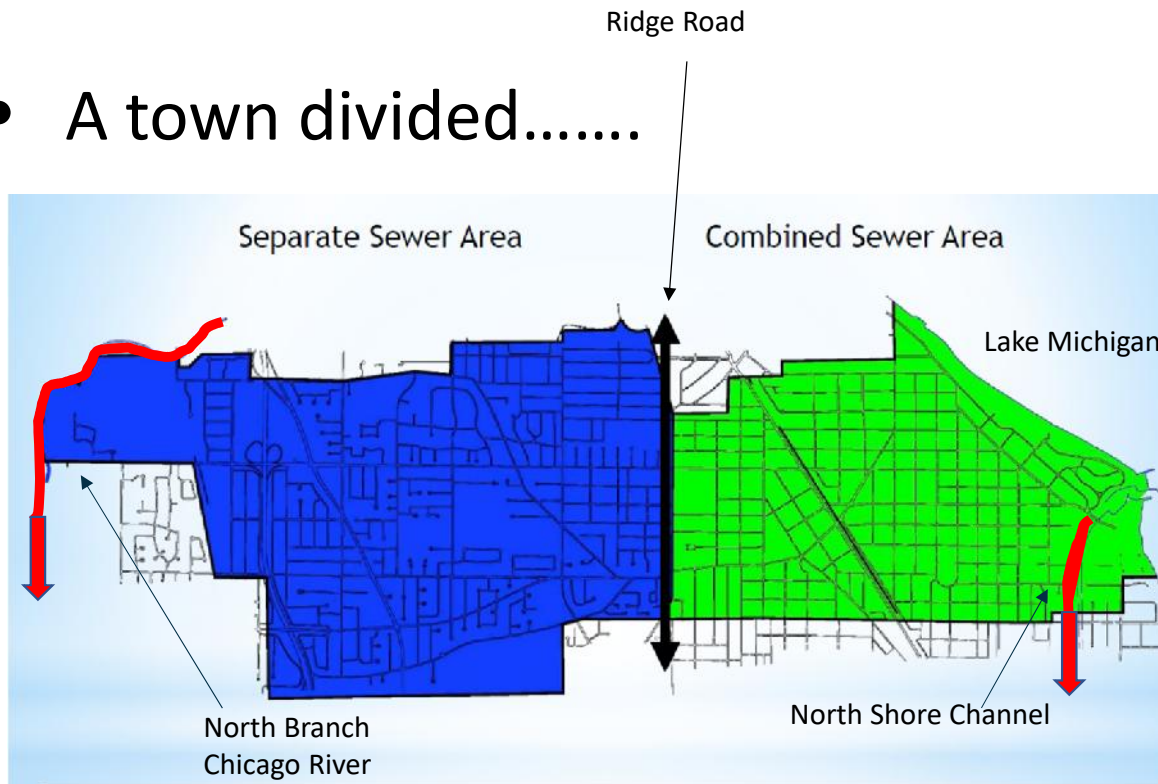 Ridge Road
• A town divided.......
Separate Sewer Area
Combined Sewer Area
Lake Michigan
North Shore Channel
North Branch
Chicago River